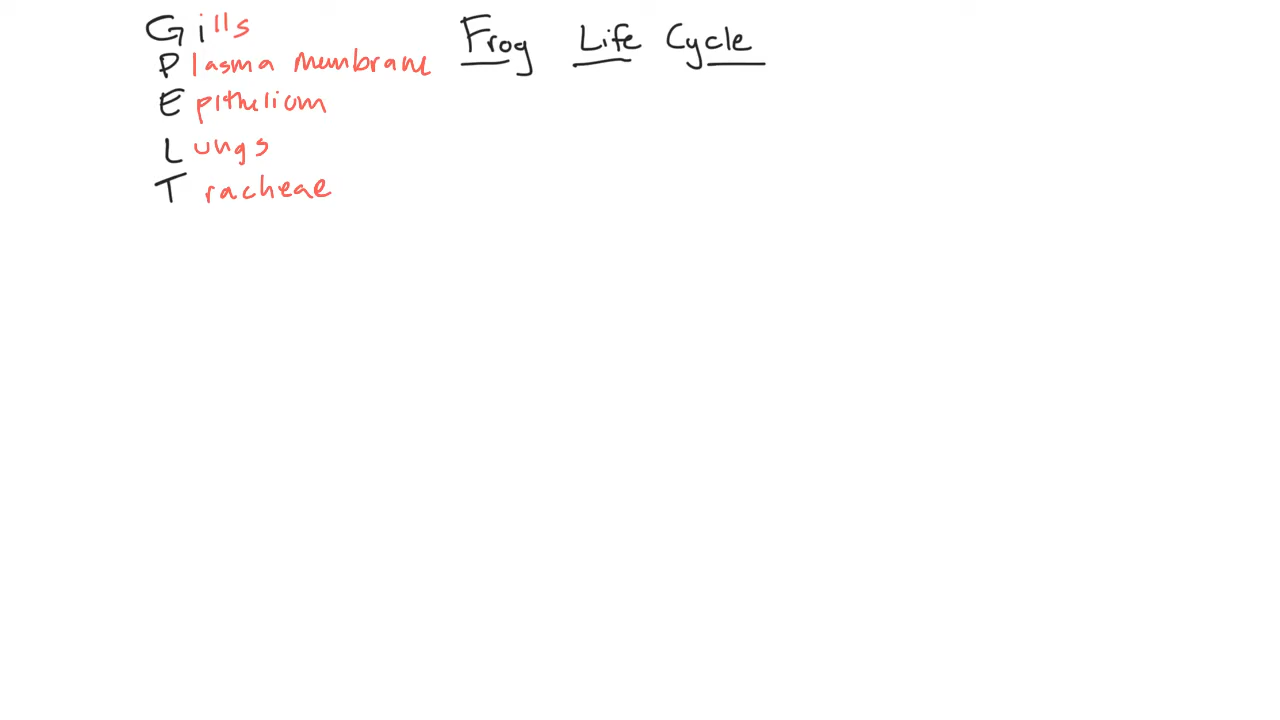 Gills
Plasma membrane
Epithelium
Lungs
Tracheae
Frog Life Cycle